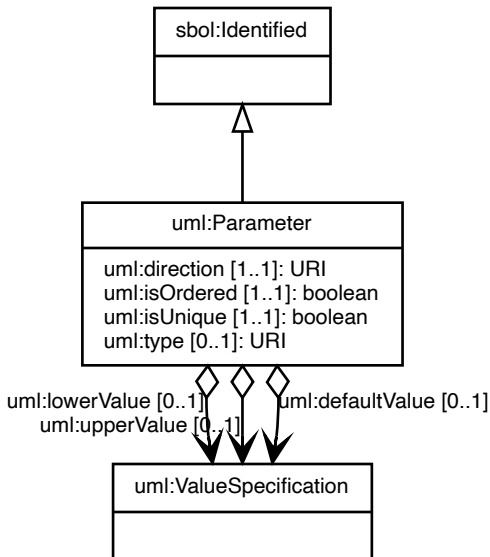 sbol:Identified
uml:Parameter
uml:direction [1..1]: URI
uml:isOrdered [1..1]: boolean
uml:isUnique [1..1]: boolean
uml:type [0..1]: URI
uml:lowerValue [0..1]
uml:defaultValue [0..1]
uml:upperValue [0..1]
uml:ValueSpecification